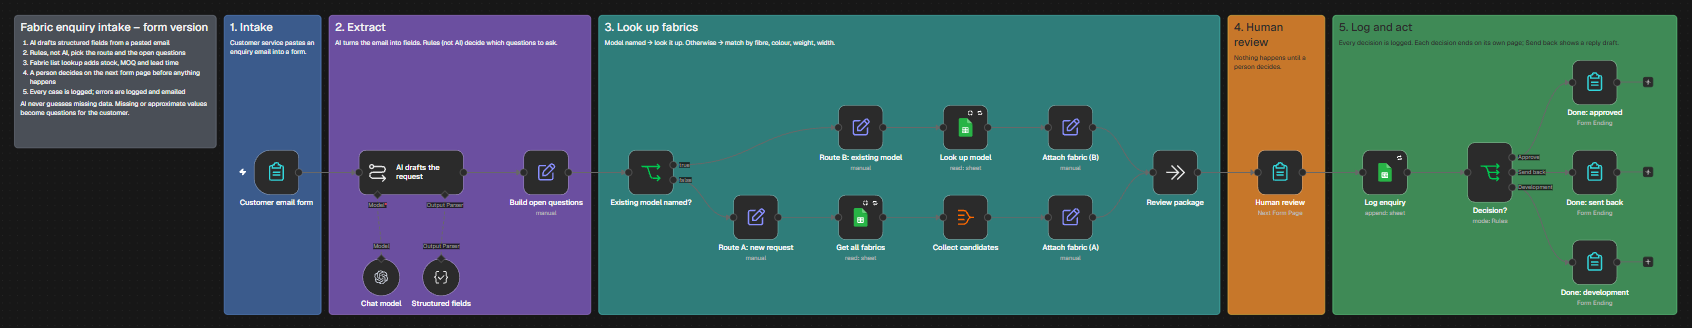 Fabric enquiry intake – form version
1. AI drafts structured fields from a pasted email
2. Rules, not AI, pick the route and the open questions
3. Fabric list lookup adds stock, MOQ and lead time
4. A person decides on the next form page before anything
happens
5. Every case is logged; errors are logged and emailed
AI never guesses missing data. Missing or approximate values
become questions for the customer.
1. Intake
Customer service pastes an
enquiry email into a form.
Customer email form
2. Extract
AI turns the email into fields. Rules (not AI) decide which questions to ask.
AI drafts the
request
Model*
Output Parser
Model
Output Parser
Chat model
Structured fields
Build open questions
manual
3. Look up fabrics
Model named → look it up. Otherwise → match by fibre, colour, weight, width.
Existing model named?
true
false
Route B: existing model
manual
Look up model
read: sheet
Attach fabric (B)
manual
Route A: new request
manual
Get all fabrics
read: sheet
Collect candidates
Attach fabric (A)
manual
Review package
4. Human
review
Nothing happens until a
person decides.
Human review
Next Form Page
5. Log and act
Every decision is logged. Each decision ends on its own page; Send back shows a reply draft.
Log enquiry
append: sheet
Decision?
mode: Rules
Approve
Send back
Development
Done: approved
Form Ending
Done: sent back
Form Ending
Done: development
Form Ending